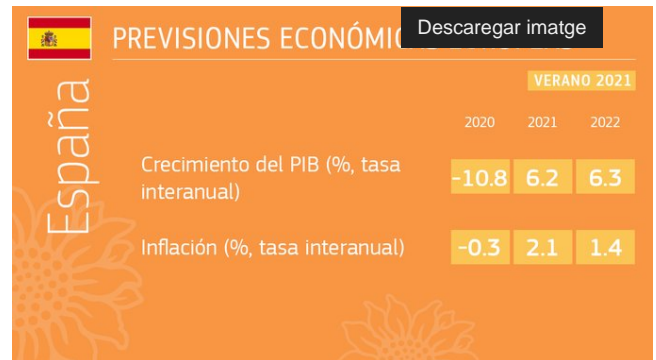 PREVISIONES ECONÓMIC
Descaregar imatge
VERANO 2021
España
2020 2021 2022
Crecimiento del PIB (%, tasa
interanual)
-10.8 6.2 6.3
Inflación (%, tasa interanual)
-0.3 2.1 1.4